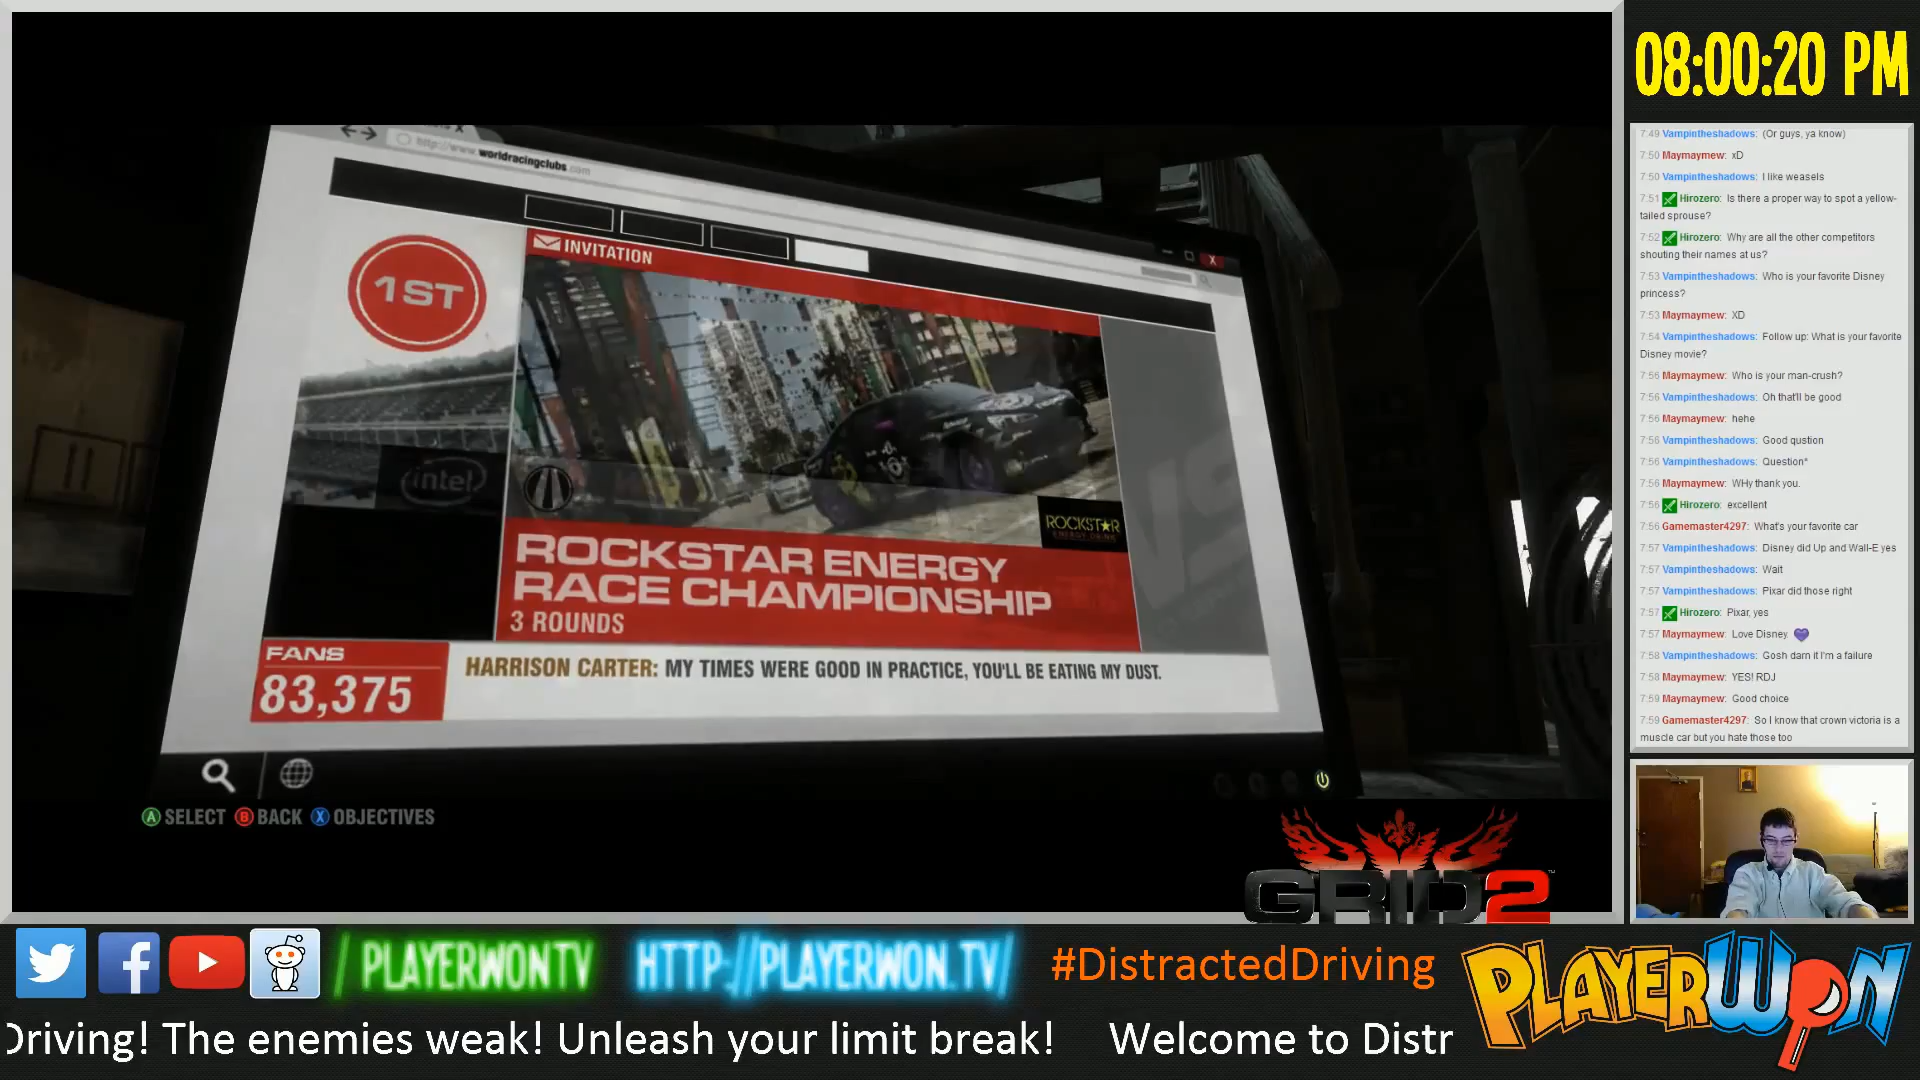 08:00:20 PM
http://www.worldracingclubs.com
1ST
INVITATION
intel
ROCKSTAR
ENERGY DRINK
ROCKSTAR ENERGY
RACE CHAMPIONSHIP
3 ROUNDS
FANS
83,375
HARRISON CARTER: MY TIMES WERE GOOD IN PRACTICE, YOU'LL BE EATING MY DUST.
A SELECT B BACK X OBJECTIVES
GRID 2
7:49 Vampintheshadows: (Or guys, ya know)
7:50 Maymaymew: xD
7:50 Vampintheshadows: I like weasels
7:51 Hirozero: Is there a proper way to spot a yellow-
tailed sprouse?
7:52 Hirozero: Why are all the other competitors
shouting their names at us?
7:53 Vampintheshadows: Who is your favorite Disney
princess?
7:53 Maymaymew: XD
7:54 Vampintheshadows: Follow up: What is your favorite
Disney movie?
7:56 Maymaymew: Who is your man-crush?
7:56 Vampintheshadows: Oh that'll be good
7:56 Maymaymew: hehe
7:56 Vampintheshadows: Good qustion
7:56 Vampintheshadows: Question*
7:56 Maymaymew: WHy thank you.
7:56 Hirozero: excellent
7:56 Gamemaster4297: What's your favorite car
7:57 Vampintheshadows: Disney did Up and Wall-E yes
7:57 Vampintheshadows: Wait
7:57 Vampintheshadows: Pixar did those right
7:57 Hirozero: Pixar, yes
7:57 Maymaymew: Love Disney
7:58 Vampintheshadows: Gosh darn it I'm a failure
7:58 Maymaymew: YES! RDJ
7:59 Maymaymew: Good choice
7:59 Gamemaster4297: So I know that crown victoria is a
muscle car but you hate those too
/PLAYERWONTV HTTP://PLAYERWON.TV/ #DistractedDriving PLAYERWON
Driving! The enemies weak! Unleash your limit break! Welcome to Distr